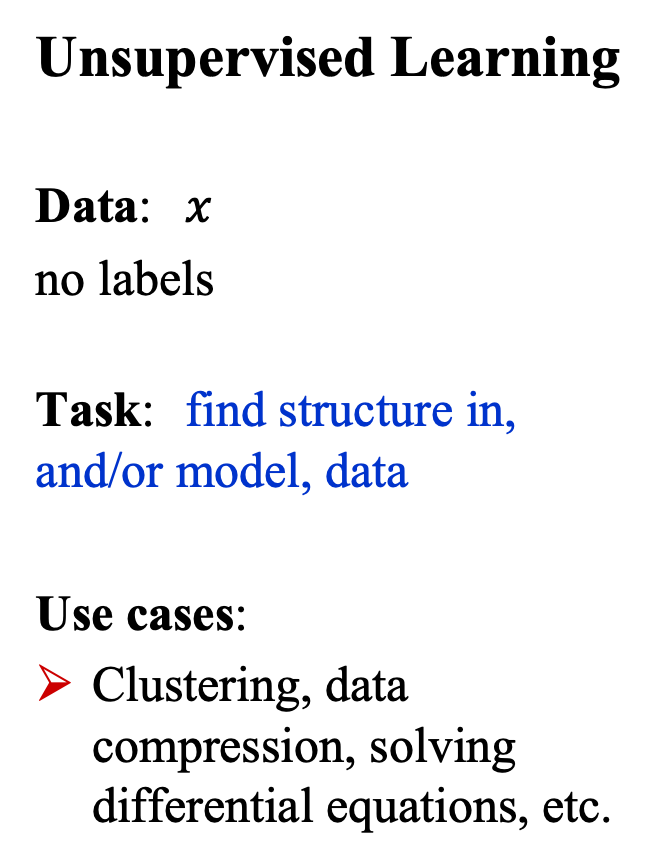 Unsupervised Learning
Data: x
no labels
Task: find structure in,
and/or model, data
Use cases:
➢ Clustering, data
compression, solving
differential equations, etc.